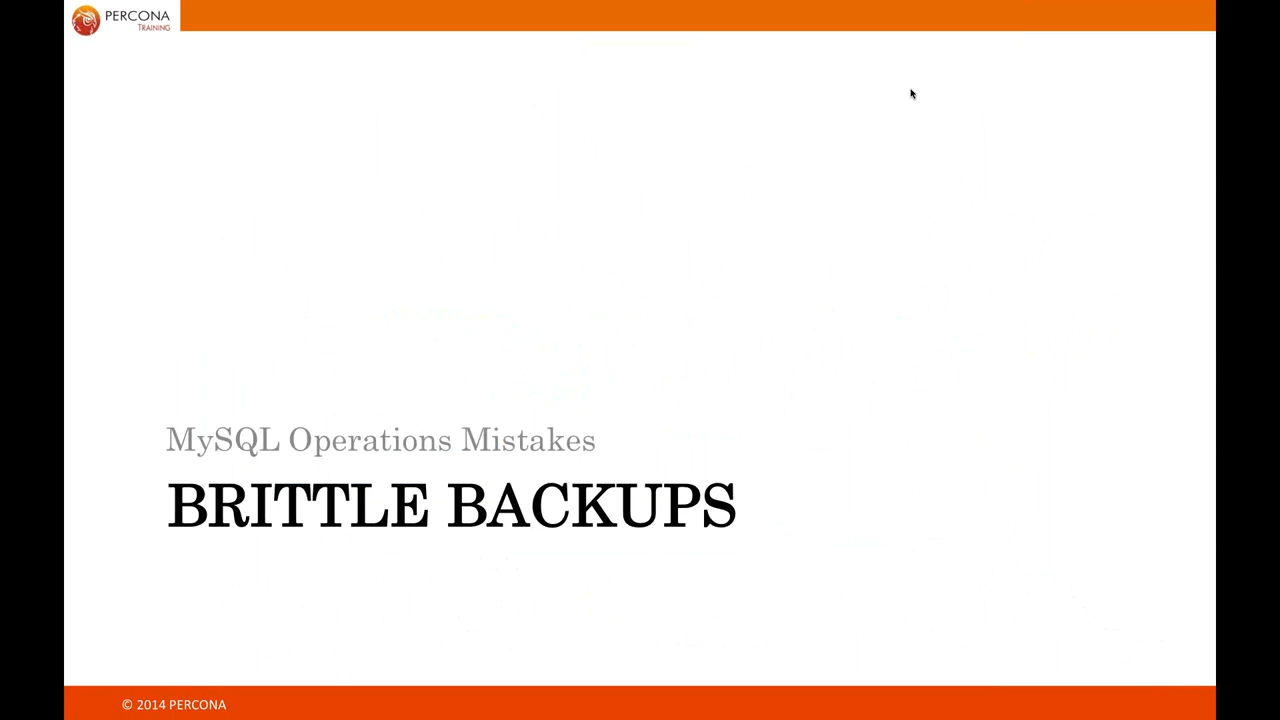 PERCONA
TRAINING
MySQL Operations Mistakes
BRITTLE BACKUPS
© 2014 PERCONA